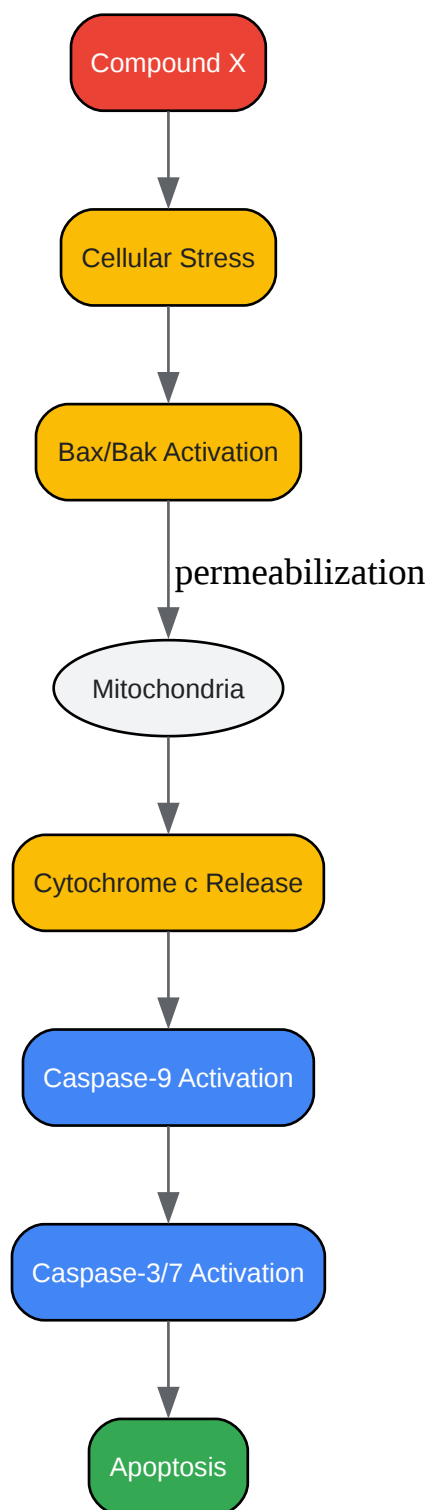 Compound X
Cellular Stress
Bax/Bak Activation
permeabilization
Mitochondria
Cytochrome c Release
Caspase-9 Activation
Caspase-3/7 Activation
Apoptosis